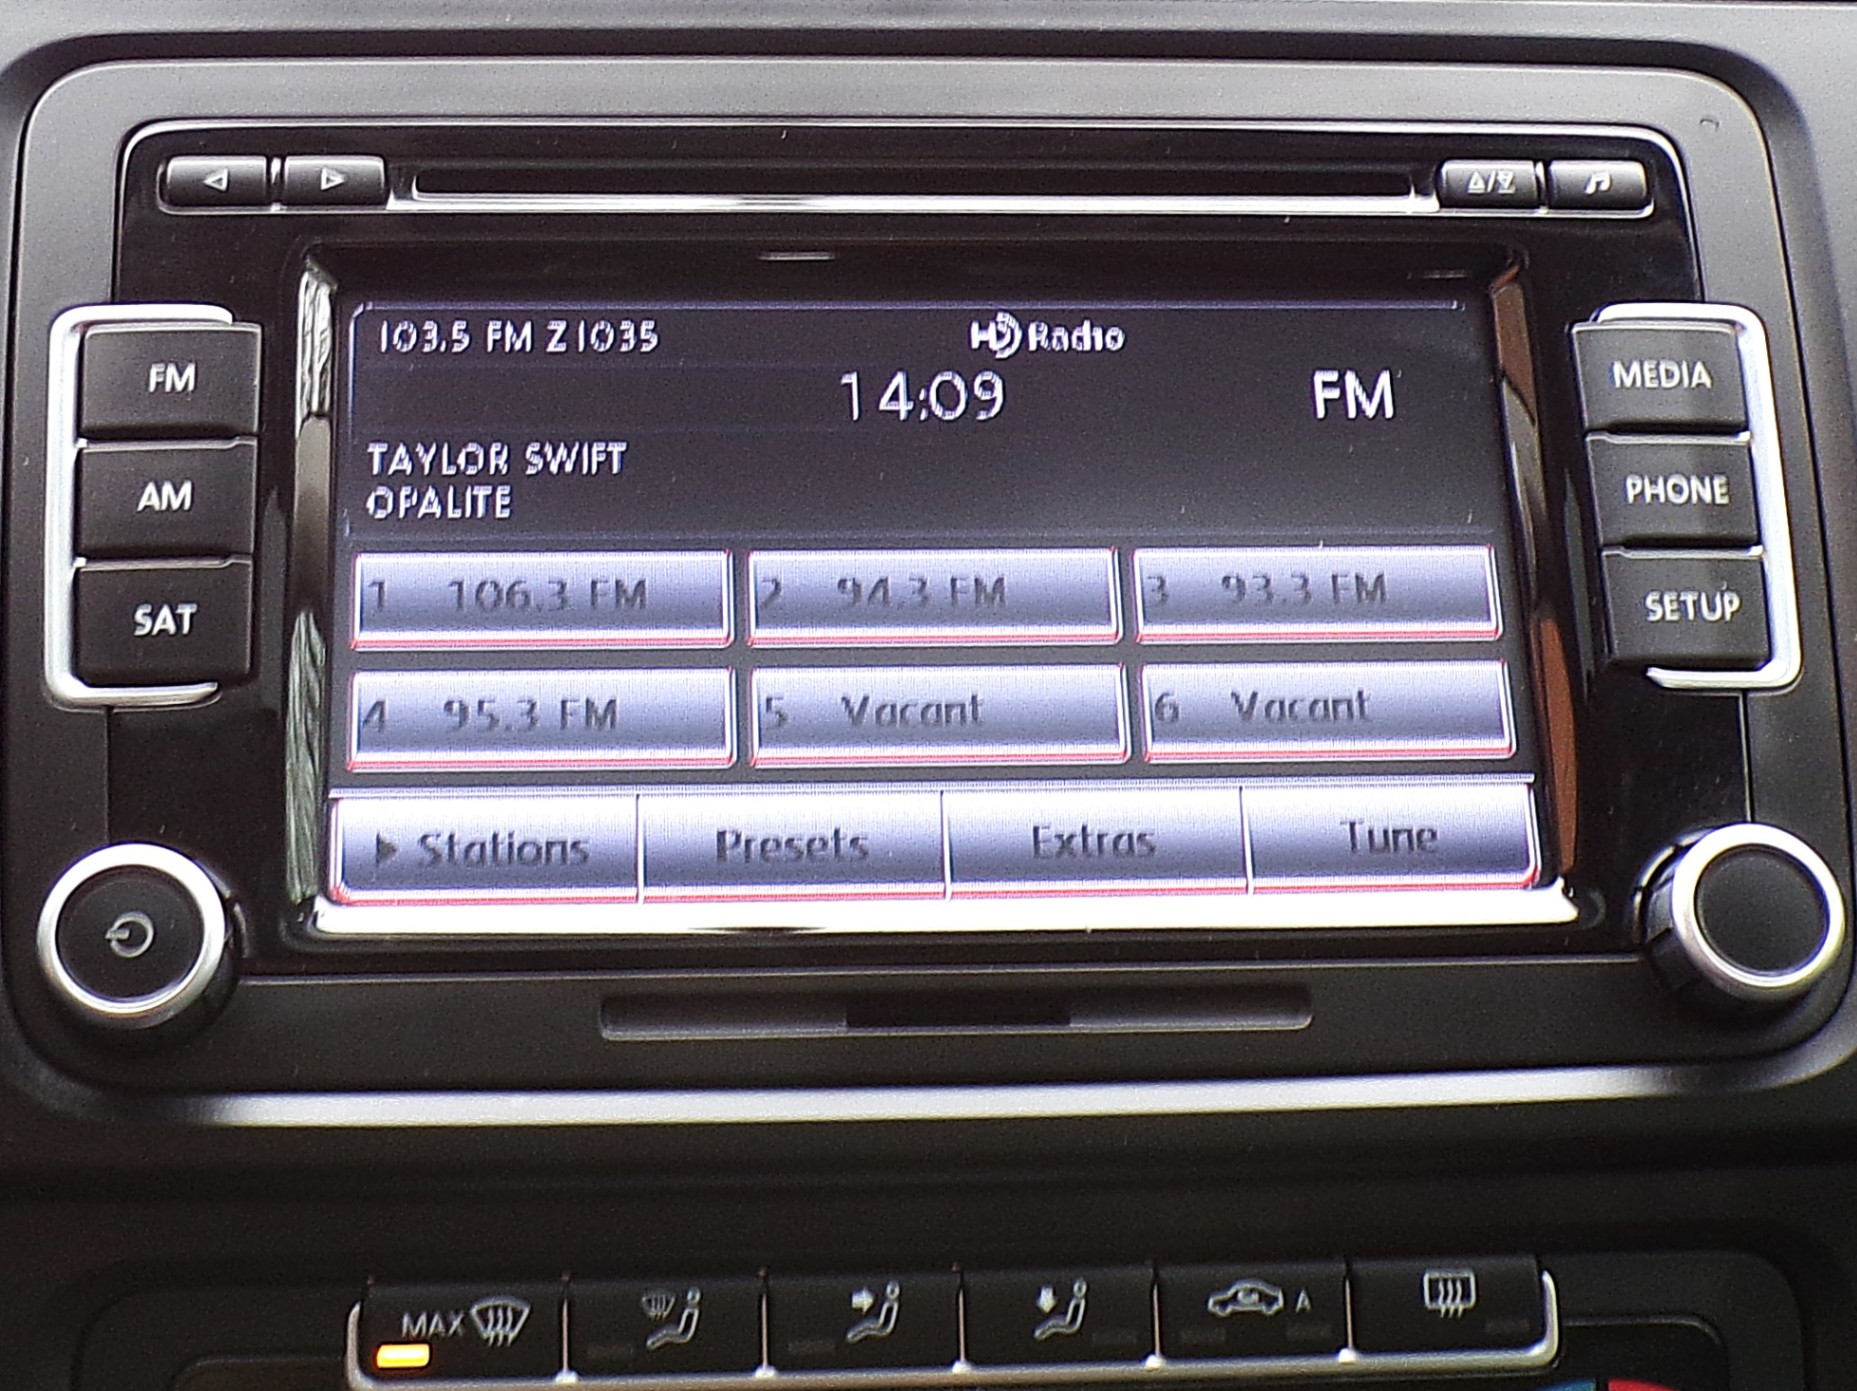 103.5 FM Z1035
HD Radio
14:09
FM
TAYLOR SWIFT
OPALITE
1 106.3 FM
2 94.3 FM
3 93.3 FM
4 95.3 FM
5 Vacant
6 Vacant
Stations
Presets
Extras
Tune
FM
AM
SAT
MEDIA
PHONE
SETUP
MAX
A